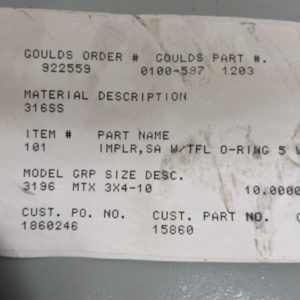 GOULDS ORDER # GOULDS PART #.
922559 0100-597 1203
MATERIAL DESCRIPTION
316SS
ITEM # PART NAME
101 IMPLR,SA W/TFL O-RING 5 V
MODEL GRP SIZE DESC.
3196 MTX 3X4-10 10.0000
CUST. PO. NO. CUST. PART NO.
1860246 15860